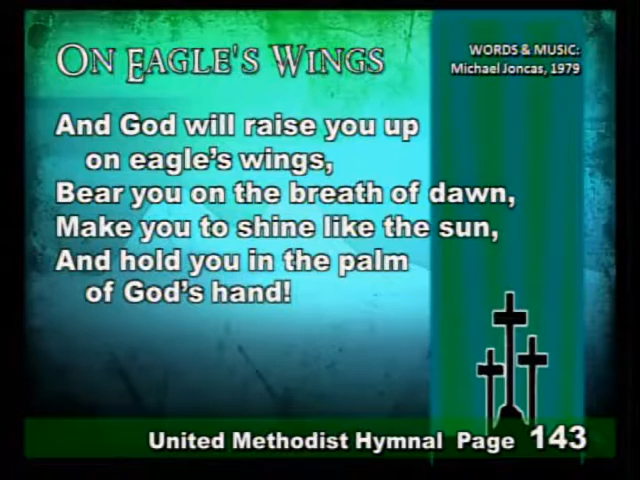 On Eagle's Wings
WORDS & MUSIC:
Michael Joncas, 1979
And God will raise you up
on eagle's wings,
Bear you on the breath of dawn,
Make you to shine like the sun,
And hold you in the palm
of God's hand!
United Methodist Hymnal Page 143